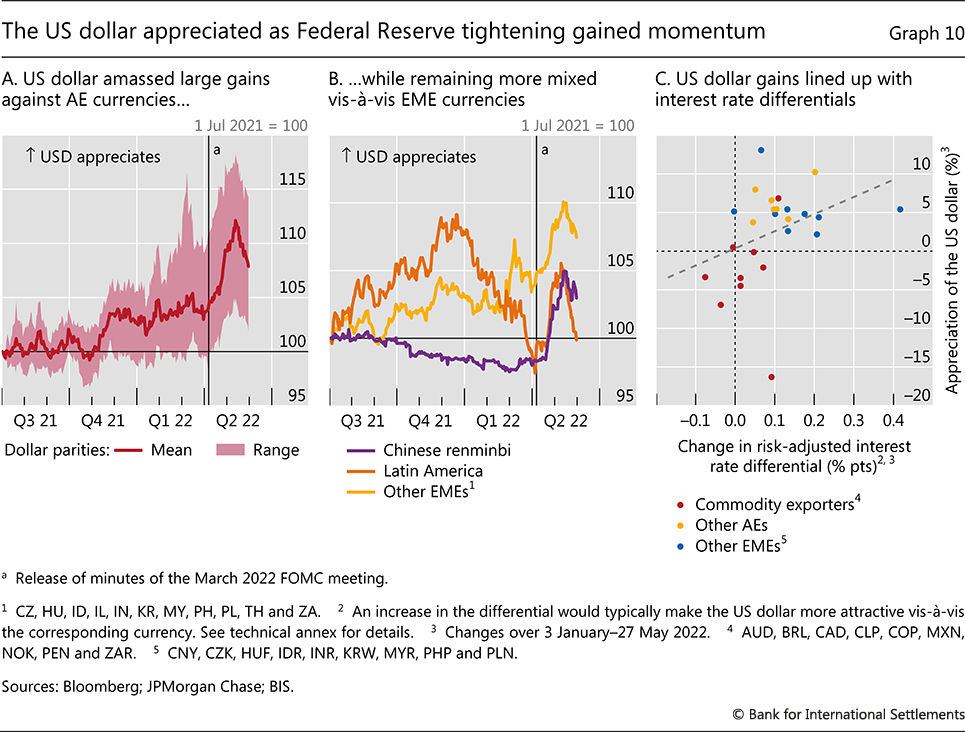 The US dollar appreciated as Federal Reserve tightening gained momentum
Graph 10
A. US dollar amassed large gains
against AE currencies…
1 Jul 2021 = 100
↑ USD appreciates
a
115
110
105
100
95
Q3 21 Q4 21 Q1 22 Q2 22
Dollar parities: Mean Range
B. …while remaining more mixed
vis-à-vis EME currencies
1 Jul 2021 = 100
↑ USD appreciates
a
110
105
100
95
Q3 21 Q4 21 Q1 22 Q2 22
Chinese renminbi
Latin America
Other EMEs¹
C. US dollar gains lined up with
interest rate differentials
10
5
0
–5
–10
–15
–20
Appreciation of the US dollar (%)³
–0.1 0.0 0.1 0.2 0.3 0.4
Change in risk-adjusted interest
rate differential (% pts)²˒ ³
Commodity exporters⁴
Other AEs
Other EMEs⁵
ᵃ Release of minutes of the March 2022 FOMC meeting.
¹ CZ, HU, ID, IL, IN, KR, MY, PH, PL, TH and ZA. ² An increase in the differential would typically make the US dollar more attractive vis-à-vis
the corresponding currency. See technical annex for details. ³ Changes over 3 January–27 May 2022. ⁴ AUD, BRL, CAD, CLP, COP, MXN,
NOK, PEN and ZAR. ⁵ CNY, CZK, HUF, IDR, INR, KRW, MYR, PHP and PLN.
Sources: Bloomberg; JPMorgan Chase; BIS.
© Bank for International Settlements